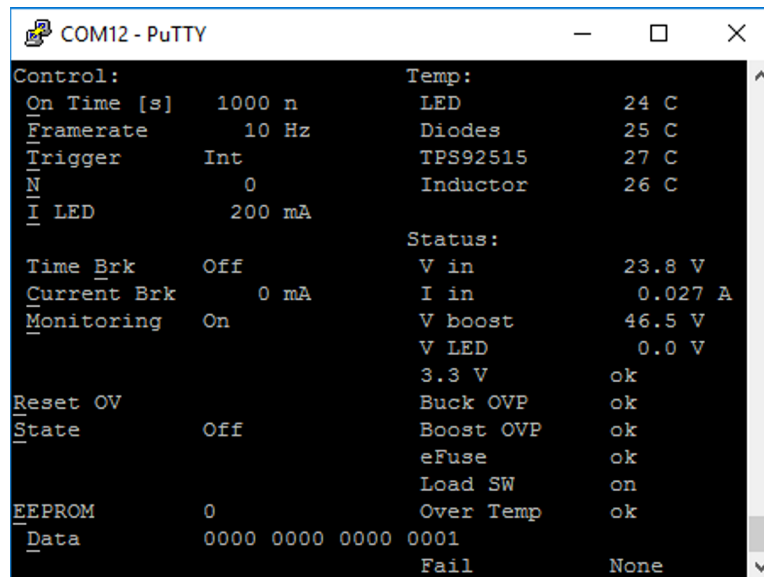 COM12 - PuTTY
Control: Temp:
On Time [s] 1000 n LED 24 C
Framerate 10 Hz Diodes 25 C
Trigger Int TPS92515 27 C
N 0 Inductor 26 C
I LED 200 mA
Status:
Time Brk Off V in 23.8 V
Current Brk 0 mA I in 0.027 A
Monitoring On V boost 46.5 V
V LED 0.0 V
3.3 V ok
Reset OV Buck OVP ok
State Off Boost OVP ok
eFuse ok
Load SW on
EEPROM 0 Over Temp ok
Data 0000 0000 0000 0001
Fail None